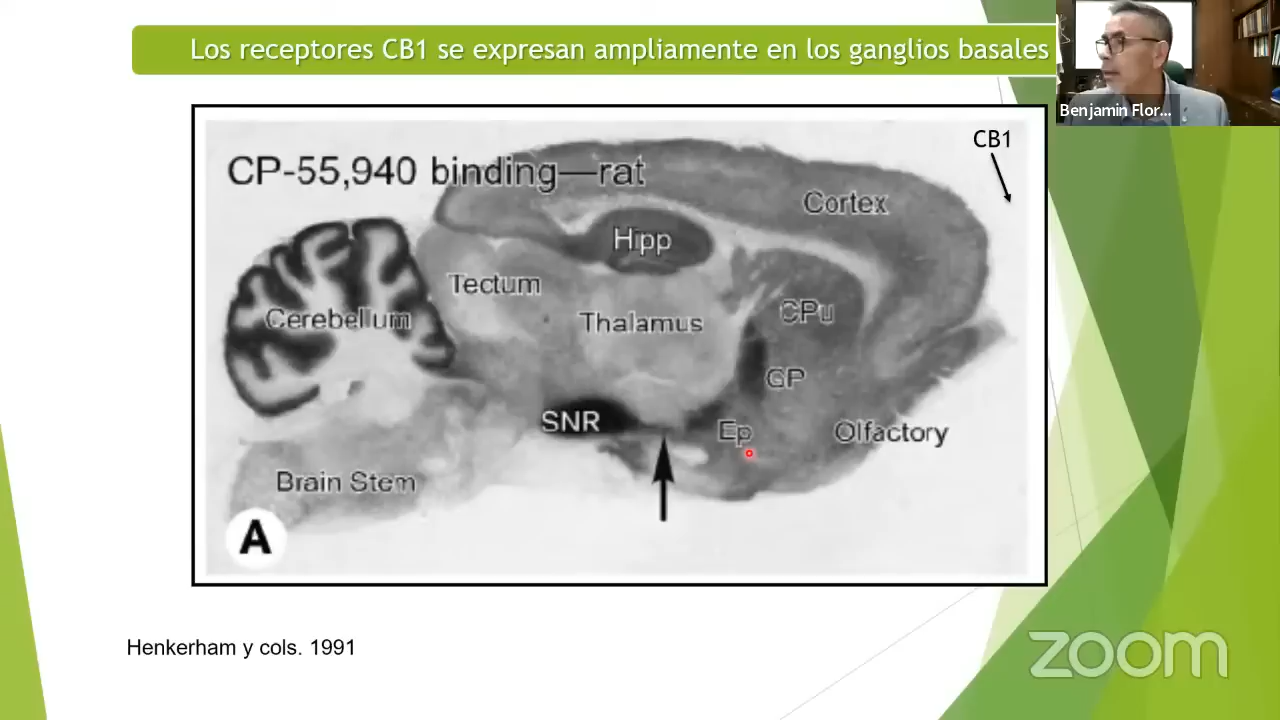 Los receptores CB1 se expresan ampliamente en los ganglios basales
Benjamin Flor...
CB1
CP-55,940 binding—rat
Cortex
Hipp
Tectum
CPu
Cerebellum
Thalamus
GP
SNR
Ep
Olfactory
Brain Stem
A
Henkerham y cols. 1991
zoom